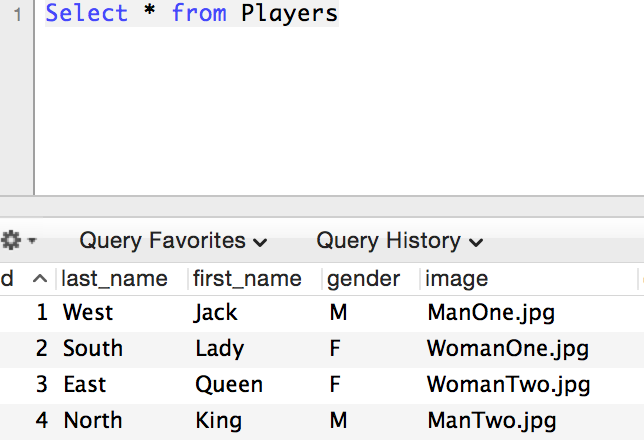 1 Select * from Players
Query Favorites Query History
d last_name first_name gender image
1 West Jack M ManOne.jpg
2 South Lady F WomanOne.jpg
3 East Queen F WomanTwo.jpg
4 North King M ManTwo.jpg